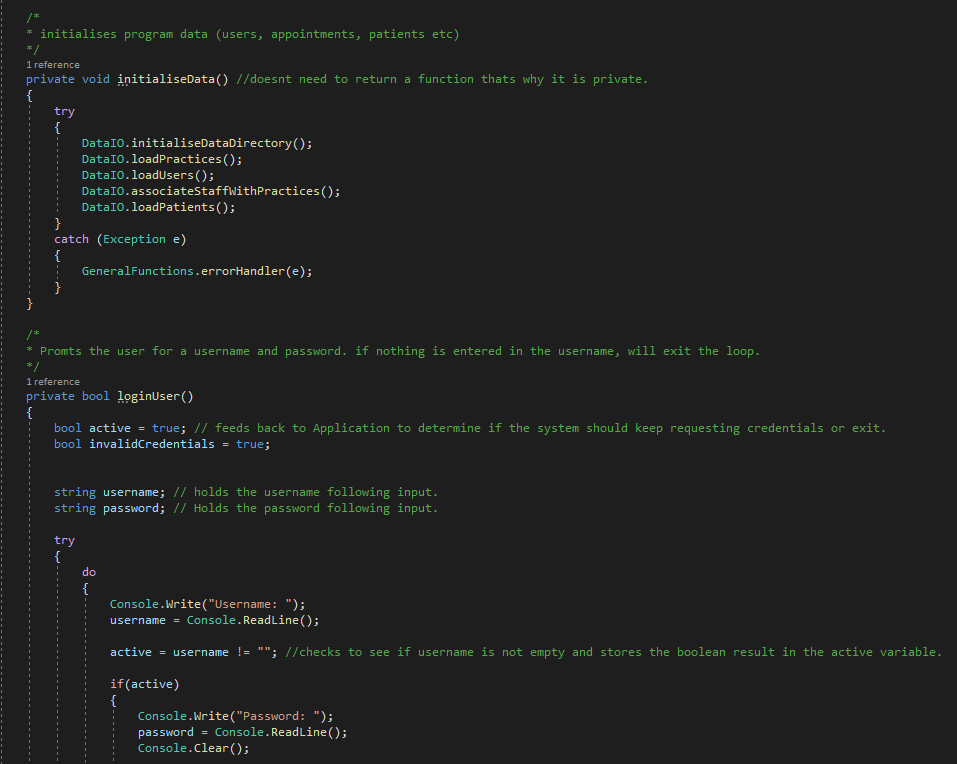 /*
* initialises program data (users, appointments, patients etc)
*/
1 reference
private void initialiseData() //doesnt need to return a function thats why it is private.
{
try
{
DataIO.initialiseDataDirectory();
DataIO.loadPractices();
DataIO.loadUsers();
DataIO.associateStaffWithPractices();
DataIO.loadPatients();
}
catch (Exception e)
{
GeneralFunctions.errorHandler(e);
}
}
/*
* Promts the user for a username and password. if nothing is entered in the username, will exit the loop.
*/
1 reference
private bool loginUser()
{
bool active = true; // feeds back to Application to determine if the system should keep requesting credentials or exit.
bool invalidCredentials = true;
string username; // holds the username following input.
string password; // Holds the password following input.
try
{
do
{
Console.Write("Username: ");
username = Console.ReadLine();
active = username != ""; //checks to see if username is not empty and stores the boolean result in the active variable.
if(active)
{
Console.Write("Password: ");
password = Console.ReadLine();
Console.Clear();